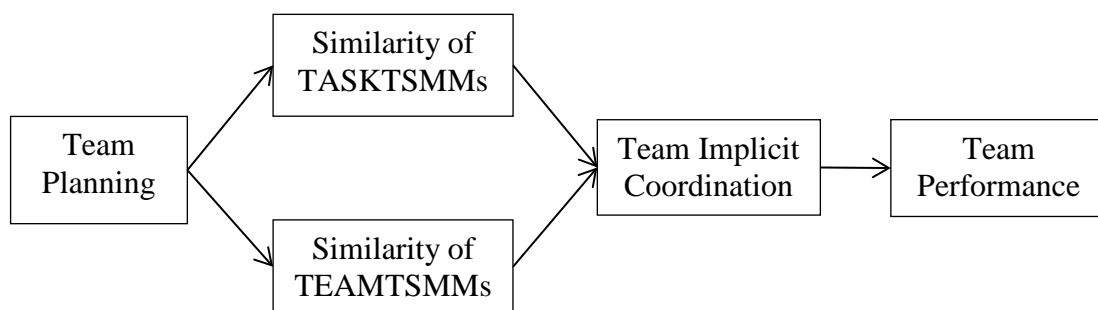 Team
Planning
Similarity of
TASKTSMMs
Similarity of
TEAMTSMMs
Team Implicit
Coordination
Team
Performance